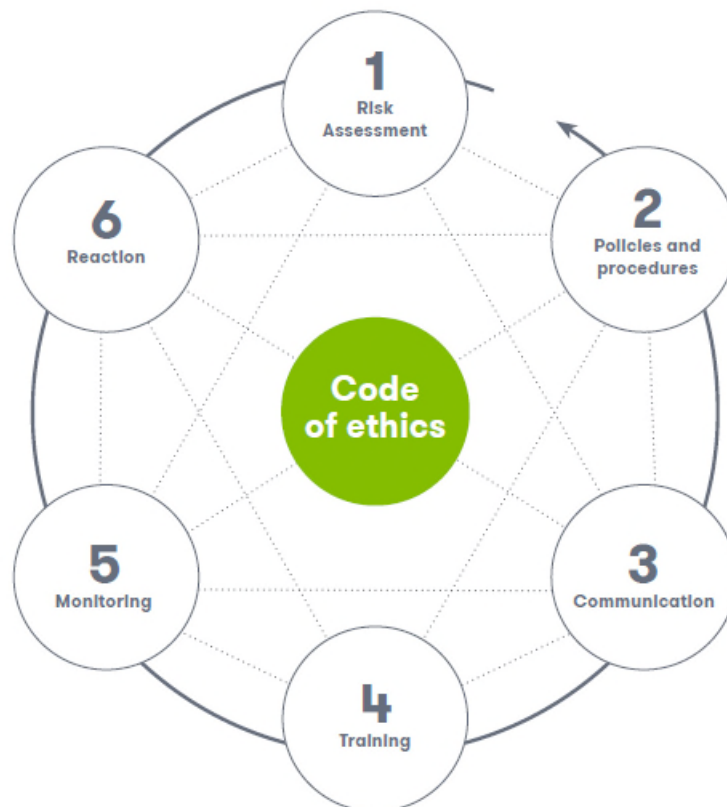 1
Risk
Assessment
2
Policies and
procedures
3
Communication
4
Training
5
Monitoring
6
Reaction
Code
of ethics